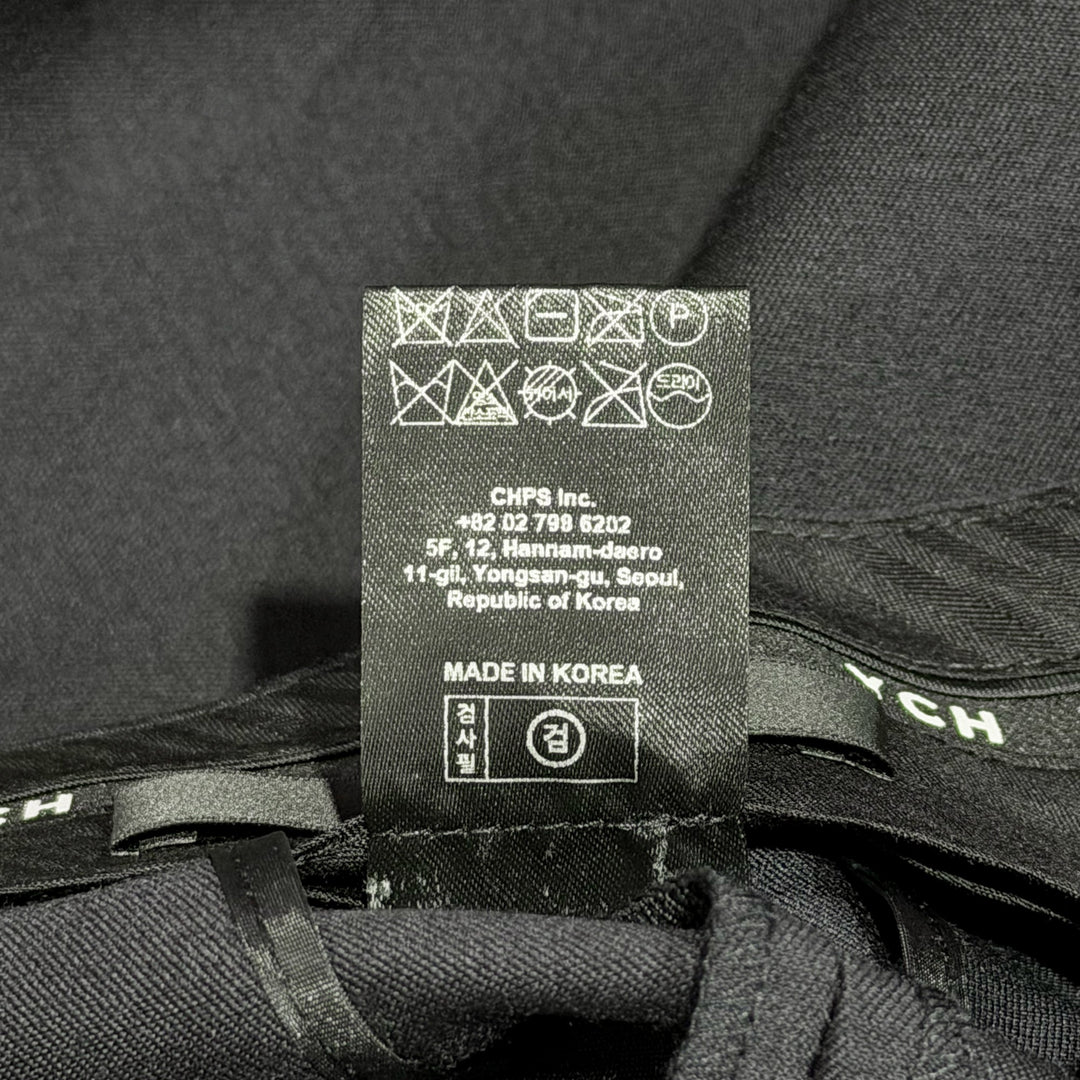 P
드라이
CHPS Inc.
+82 02 798 6202
5F, 12, Hannam-daero
11-gil, Yongsan-gu, Seoul,
Republic of Korea
MADE IN KOREA
검사필
검
YCH
CH